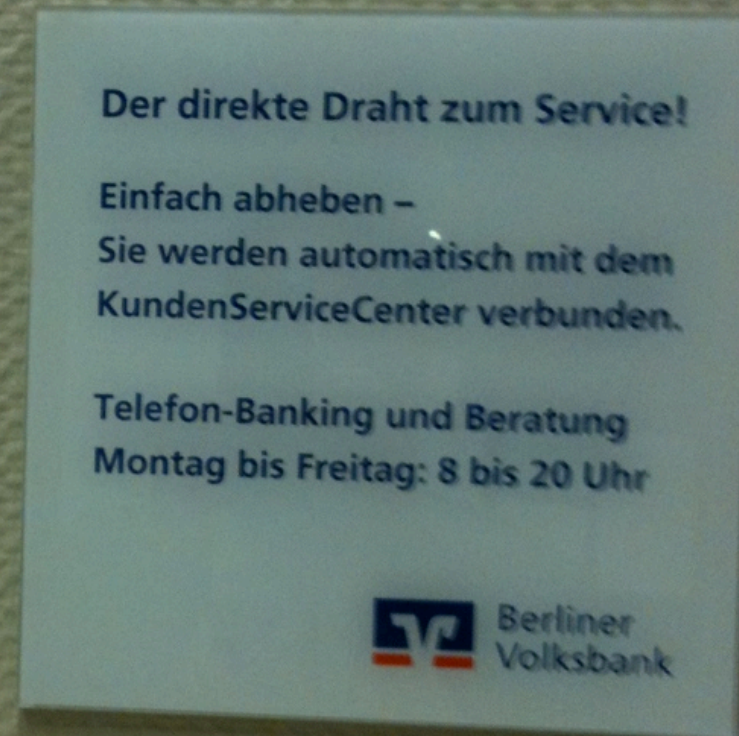 Der direkte Draht zum Service!
Einfach abheben –
Sie werden automatisch mit dem
KundenServiceCenter verbunden.
Telefon-Banking und Beratung
Montag bis Freitag: 8 bis 20 Uhr
Berliner
Volksbank